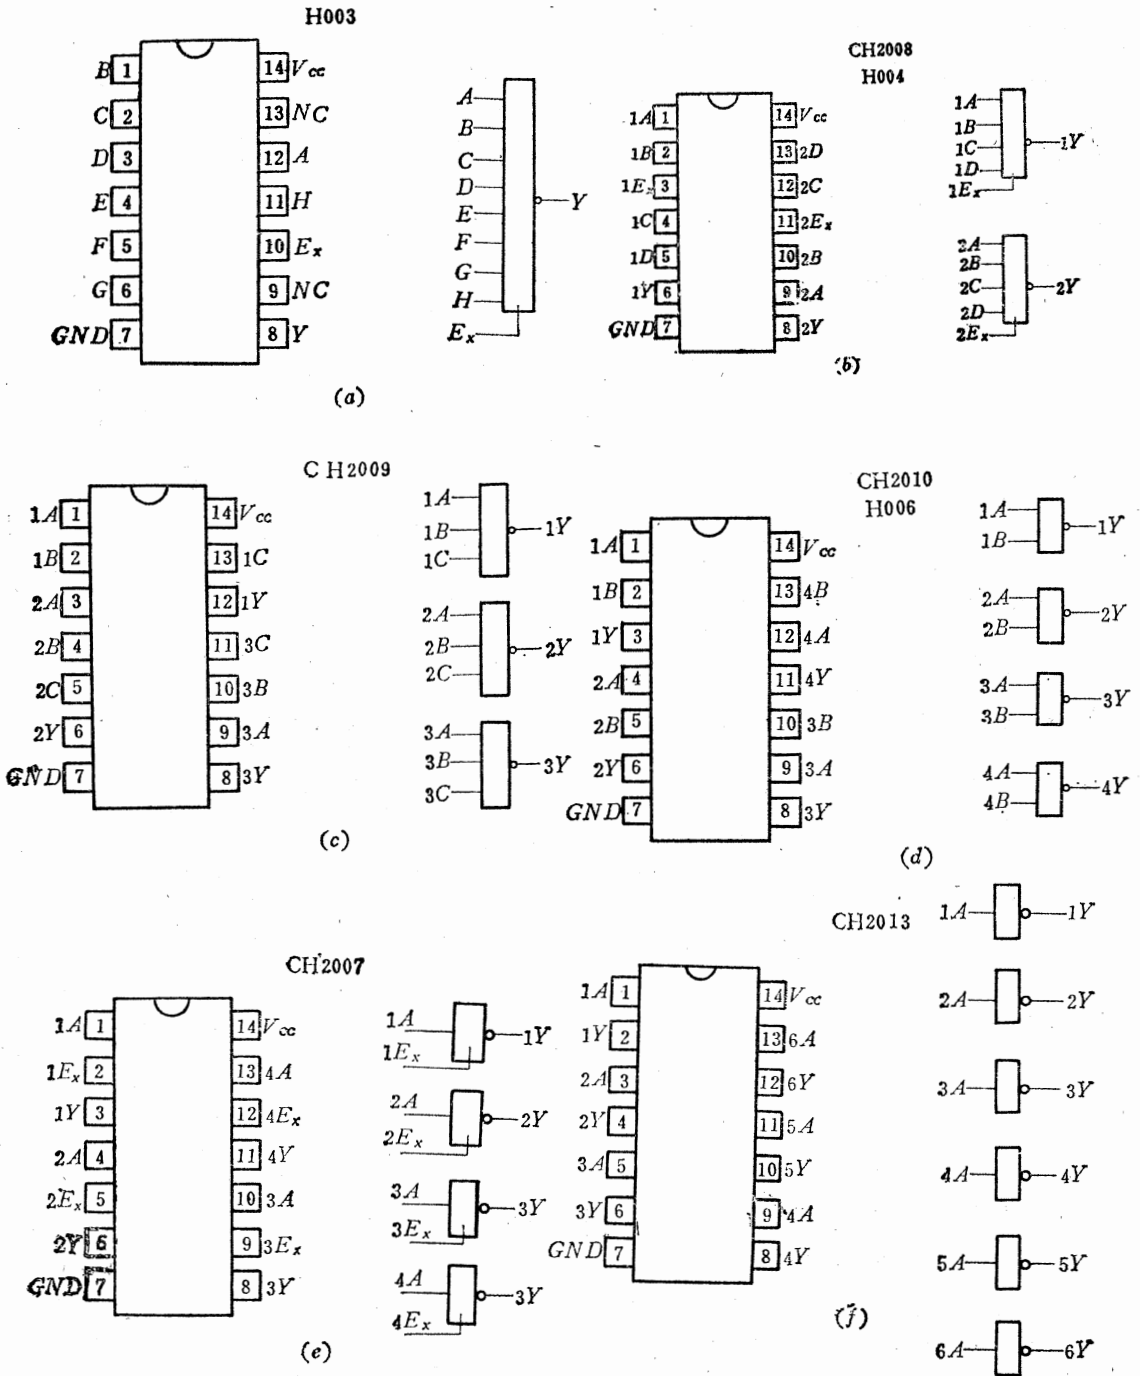 H003
B 1 14 Vcc
C 2 13 NC
D 3 12 A
E 4 11 H
F 5 10 Ex
G 6 9 NC
GND 7 8 Y
A
B
C
D
E
F
G
H
Ex
Y
(a)
CH2008
H004
1A 1 14 Vcc
1B 2 13 2D
1Ex 3 12 2C
1C 4 11 2Ex
1D 5 10 2B
1Y 6 9 2A
GND 7 8 2Y
1A
1B
1C
1D
1Ex
1Y
2A
2B
2C
2D
2Ex
2Y
(b)
CH2009
1A 1 14 Vcc
1B 2 13 1C
2A 3 12 1Y
2B 4 11 3C
2C 5 10 3B
2Y 6 9 3A
GND 7 8 3Y
1A
1B
1C
1Y
2A
2B
2C
2Y
3A
3B
3C
3Y
(c)
CH2010
H006
1A 1 14 Vcc
1B 2 13 4B
1Y 3 12 4A
2A 4 11 4Y
2B 5 10 3B
2Y 6 9 3A
GND 7 8 3Y
1A
1B
1Y
2A
2B
2Y
3A
3B
3Y
4A
4B
4Y
(d)
CH2007
1A 1 14 Vcc
1Ex 2 13 4A
1Y 3 12 4Ex
2A 4 11 4Y
2Ex 5 10 3A
2Y 6 9 3Ex
GND 7 8 3Y
1A
1Ex
1Y
2A
2Ex
2Y
3A
3Ex
3Y
4A
4Ex
3Y
(e)
CH2013
1A 1 14 Vcc
1Y 2 13 6A
2A 3 12 6Y
2Y 4 11 5A
3A 5 10 5Y
3Y 6 9 4A
GND 7 8 4Y
1A 1Y
2A 2Y
3A 3Y
4A 4Y
5A 5Y
6A 6Y
(f)